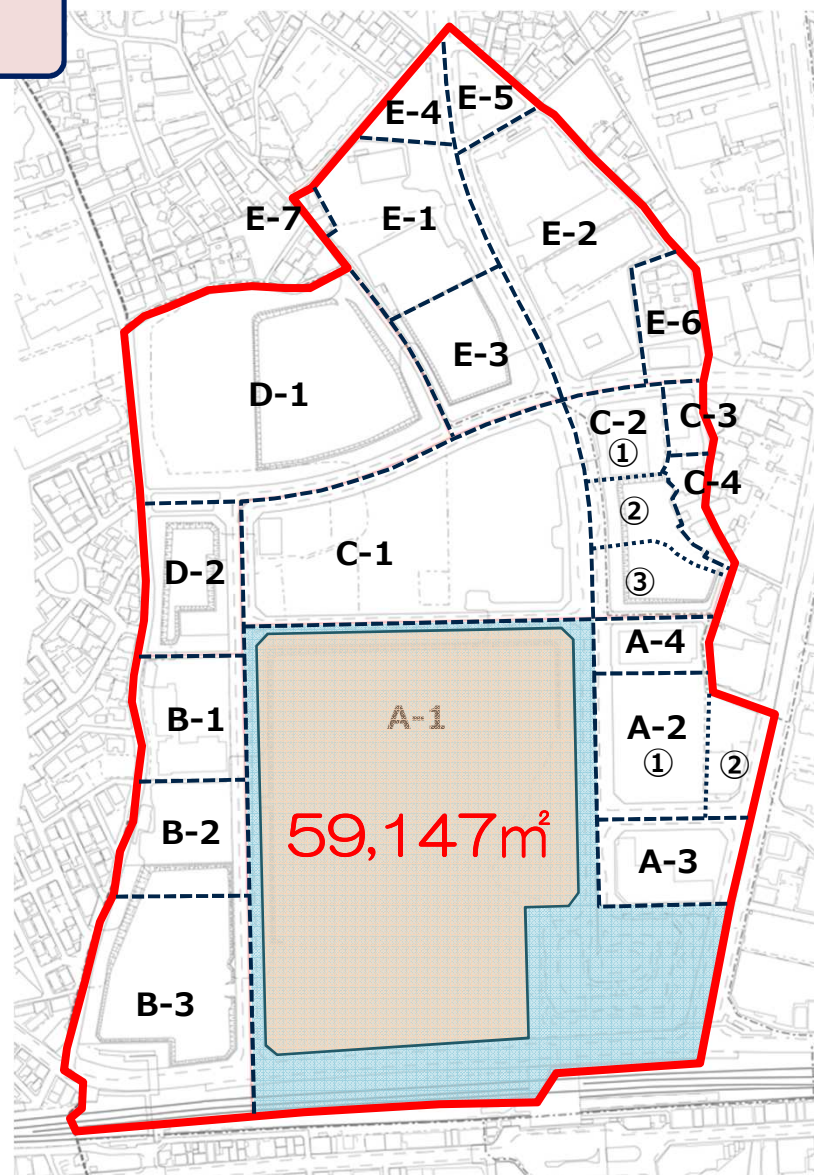 E-5
E-4
E-7
E-1
E-2
E-6
E-3
D-1
C-2
①
C-3
C-4
②
C-1
D-2
③
A-4
B-1
A-1
A-2
①
②
B-2
59,147㎡
A-3
B-3